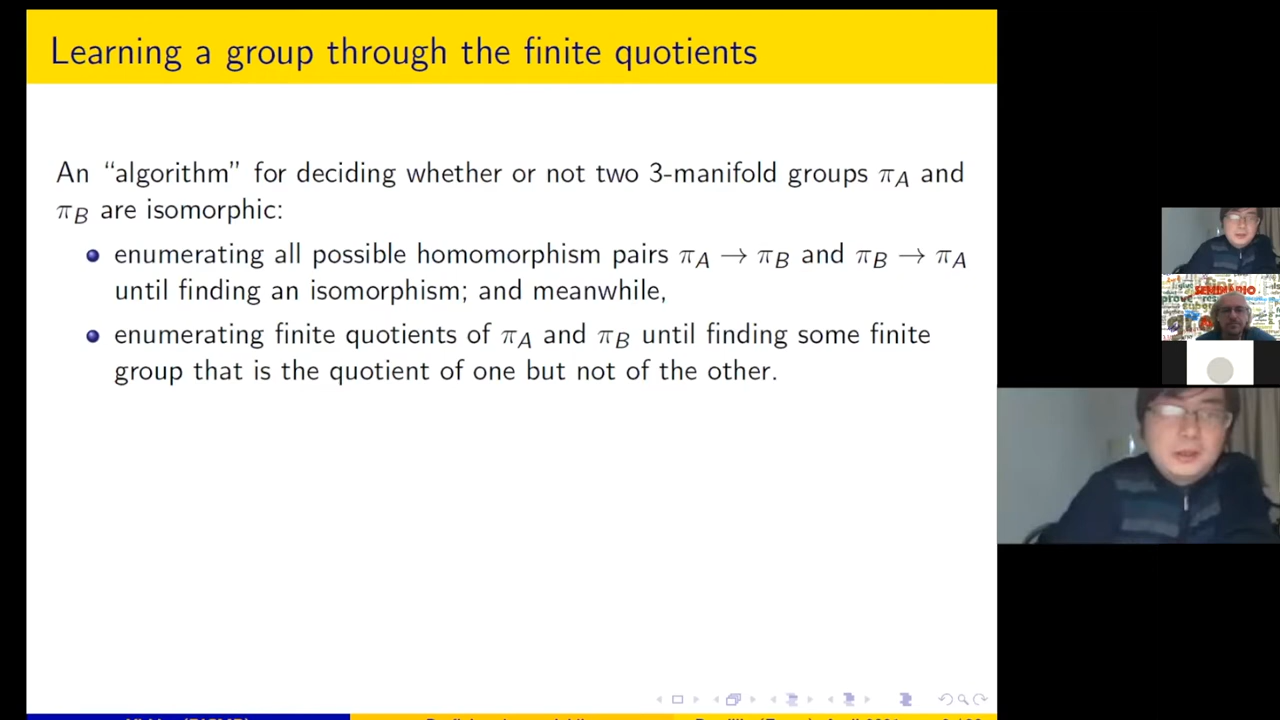 Learning a group through the finite quotients
An “algorithm” for deciding whether or not two 3-manifold groups π_A and
π_B are isomorphic:
enumerating all possible homomorphism pairs π_A → π_B and π_B → π_A
until finding an isomorphism; and meanwhile,
enumerating finite quotients of π_A and π_B until finding some finite
group that is the quotient of one but not of the other.
SEMINÁRIO